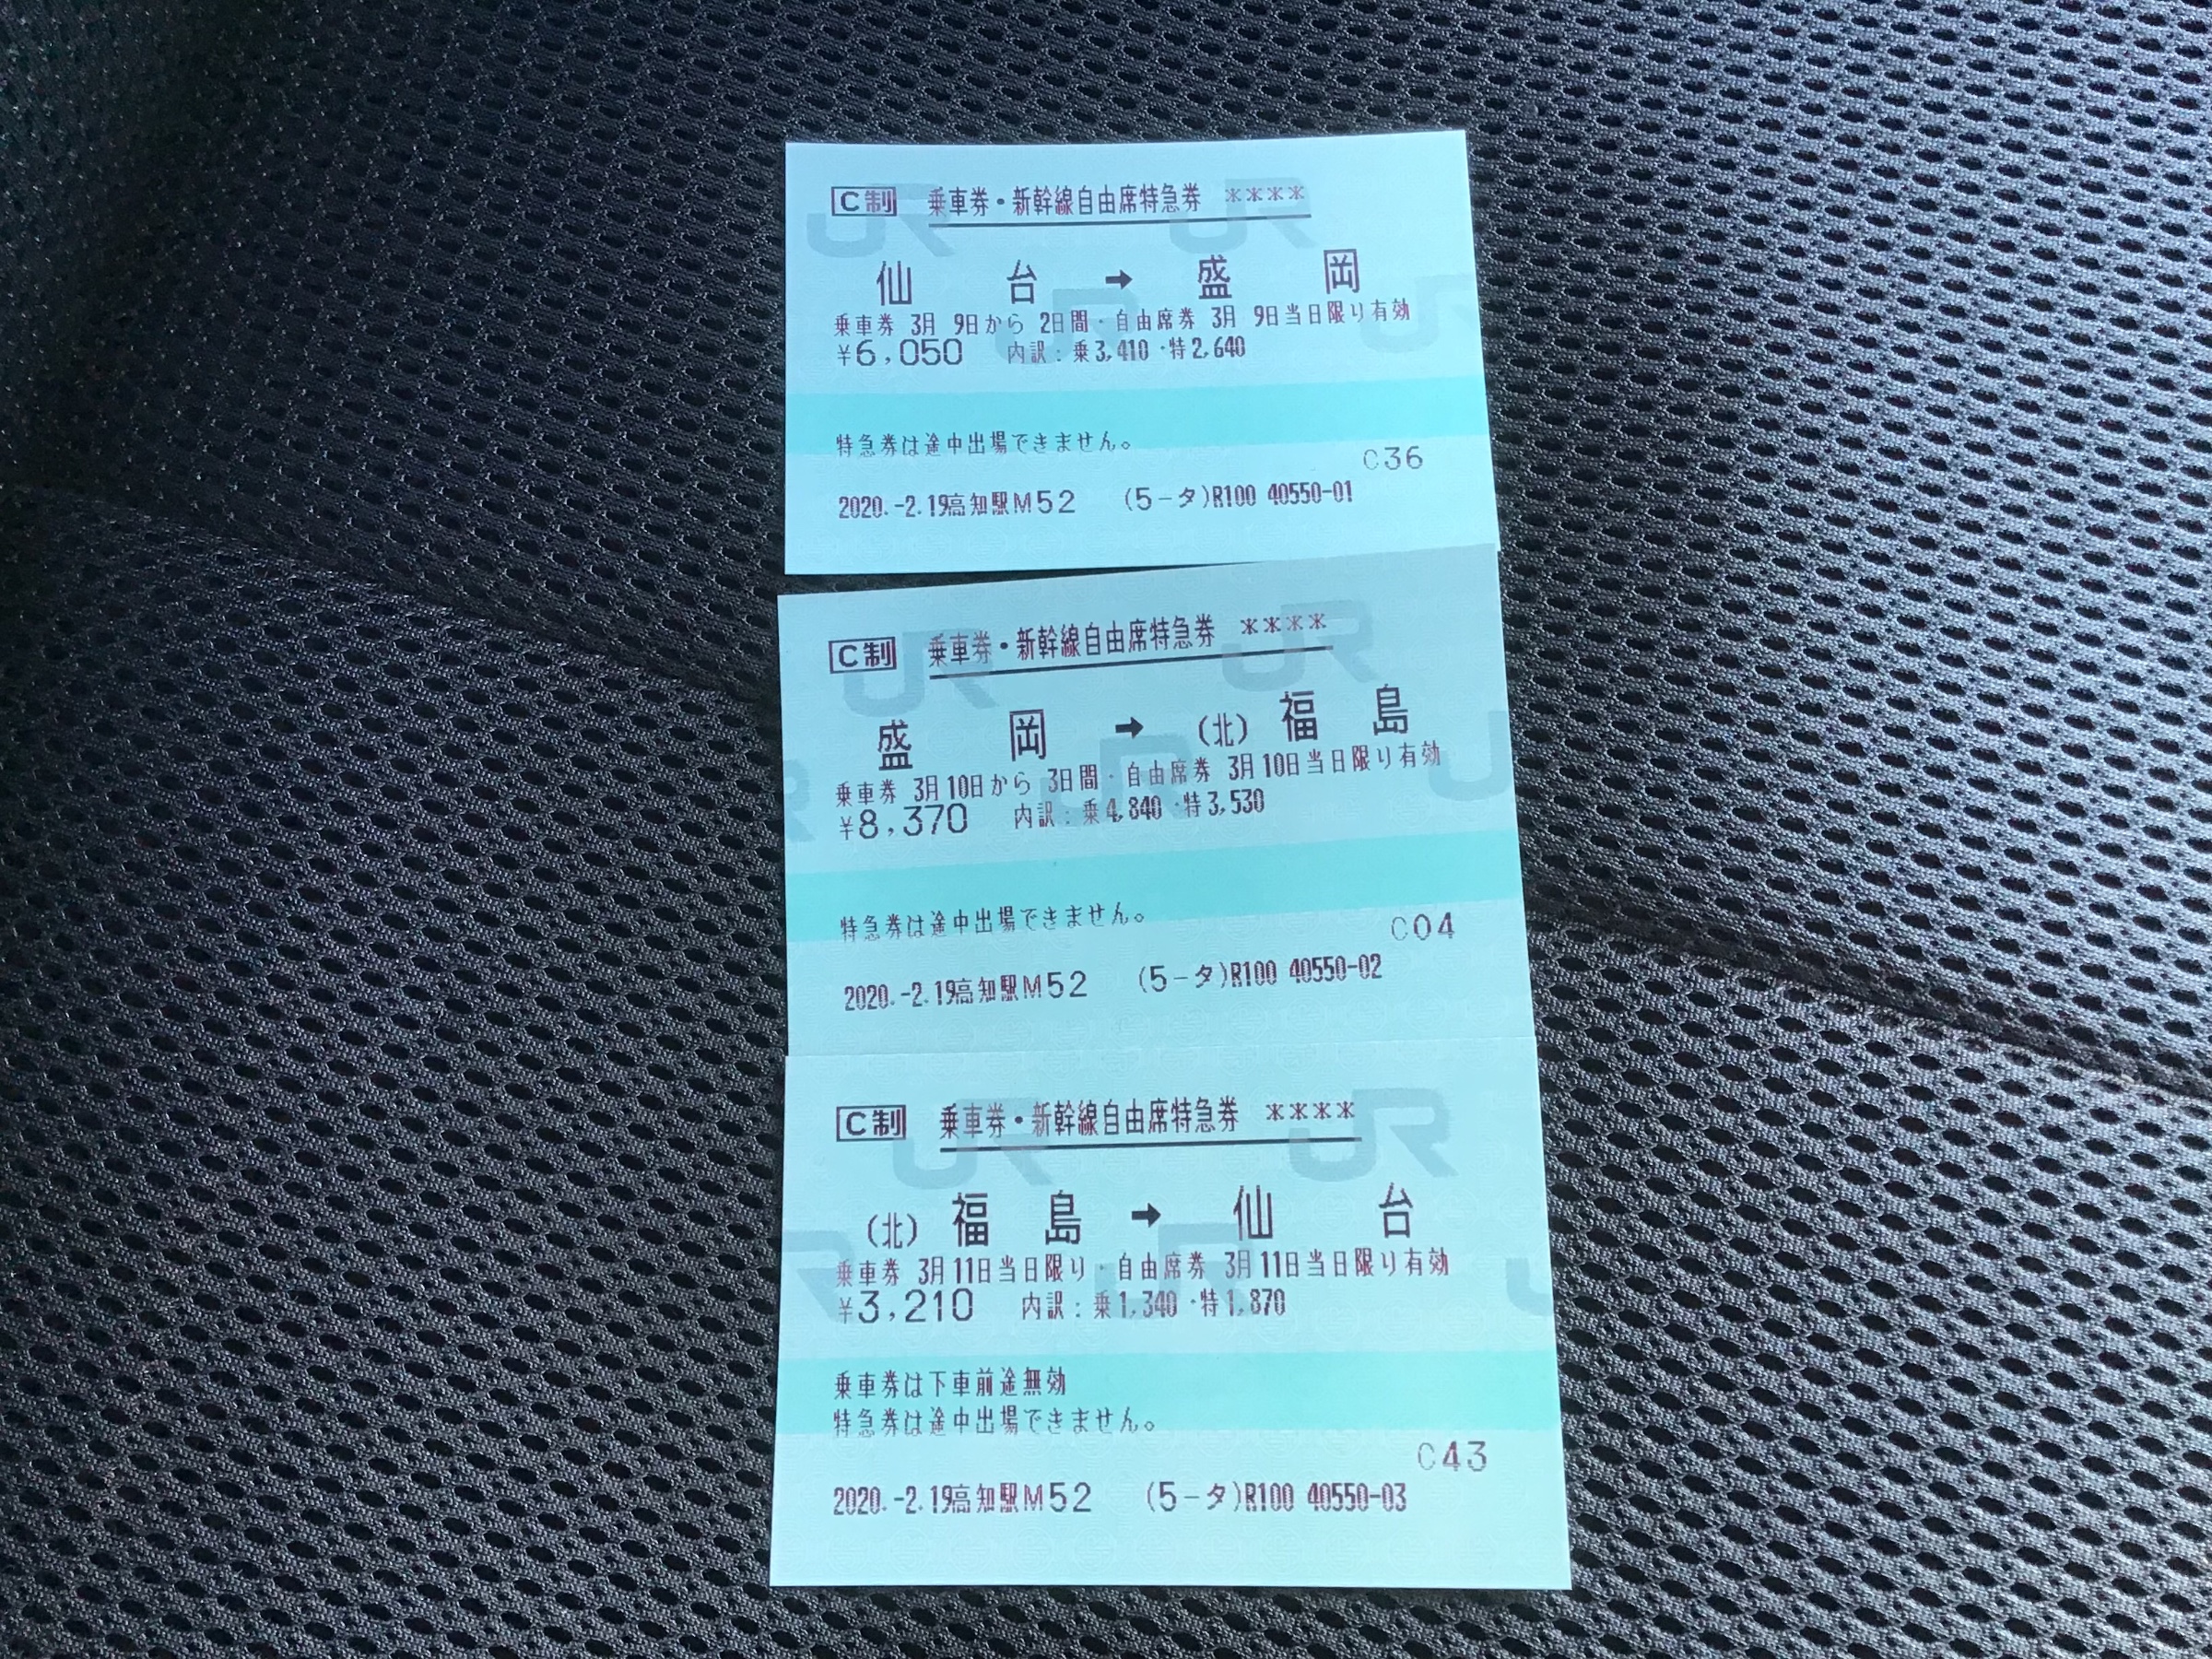 C制 乗車券・新幹線自由席特急券 ****
仙台 → 盛岡
乗車券 3月 9日から 2日間・自由席券 3月 9日当日限り有効
¥6,050 内訳:乗3,410・特2,640
特急券は途中出場できません。
C36
2020.-2.19高知駅M52 (5-タ)R100 40550-01
C制 乗車券・新幹線自由席特急券 ****
盛岡 → (北)福島
乗車券 3月10日から 3日間・自由席券 3月10日当日限り有効
¥8,370 内訳:乗4,840・特3,530
特急券は途中出場できません。
C04
2020.-2.19高知駅M52 (5-タ)R100 40550-02
C制 乗車券・新幹線自由席特急券 ****
(北)福島 → 仙台
乗車券 3月11日当日限り・自由席券 3月11日当日限り有効
¥3,210 内訳:乗1,340・特1,870
乗車券は下車前途無効
特急券は途中出場できません。
C43
2020.-2.19高知駅M52 (5-タ)R100 40550-03